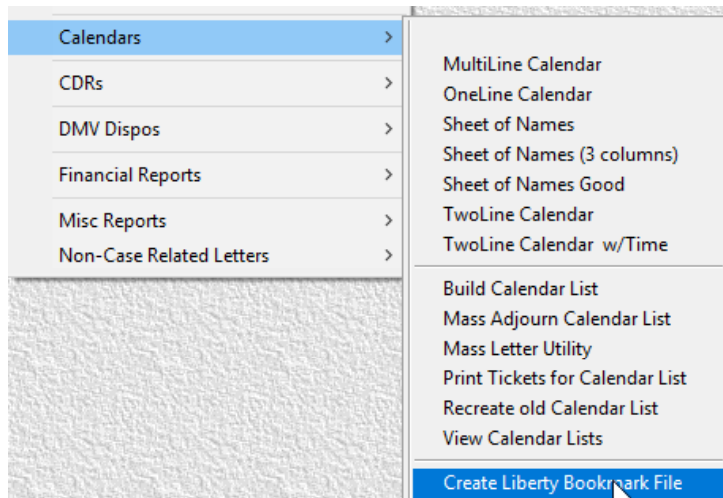 Calendars
CDRs
DMV Dispos
Financial Reports
Misc Reports
Non-Case Related Letters
MultiLine Calendar
OneLine Calendar
Sheet of Names
Sheet of Names (3 columns)
Sheet of Names Good
TwoLine Calendar
TwoLine Calendar w/Time
Build Calendar List
Mass Adjourn Calendar List
Mass Letter Utility
Print Tickets for Calendar List
Recreate old Calendar List
View Calendar Lists
Create Liberty Bookmark File